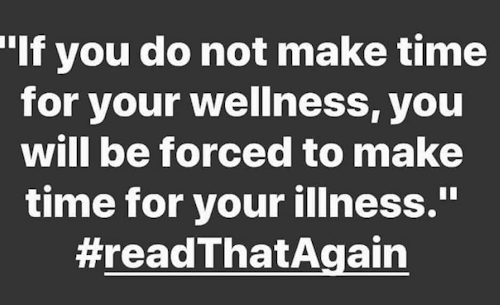 "If you do not make time
for your wellness, you
will be forced to make
time for your illness."
#readThatAgain